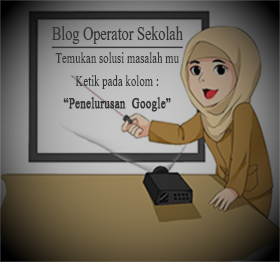 Blog Operator Sekolah
Temukan solusi masalah mu
Ketik pada kolom :
“Penelurusan Google”